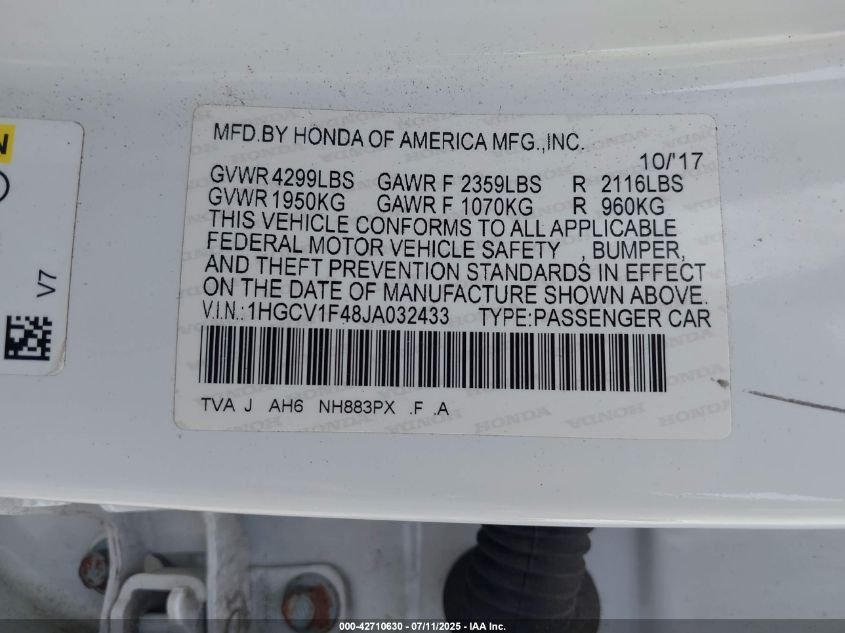 N
V7
MFD.BY HONDA OF AMERICA MFG.,INC.
10/'17
GVWR 4299LBS GAWR F 2359LBS R 2116LBS
GVWR 1950KG GAWR F 1070KG R 960KG
THIS VEHICLE CONFORMS TO ALL APPLICABLE
FEDERAL MOTOR VEHICLE SAFETY , BUMPER,
AND THEFT PREVENTION STANDARDS IN EFFECT
ON THE DATE OF MANUFACTURE SHOWN ABOVE.
V.I.N.:1HGCV1F48JA032433 TYPE:PASSENGER CAR
TVA J AH6 NH883PX .F .A
000-42710630 - 07/11/2025 - IAA Inc.